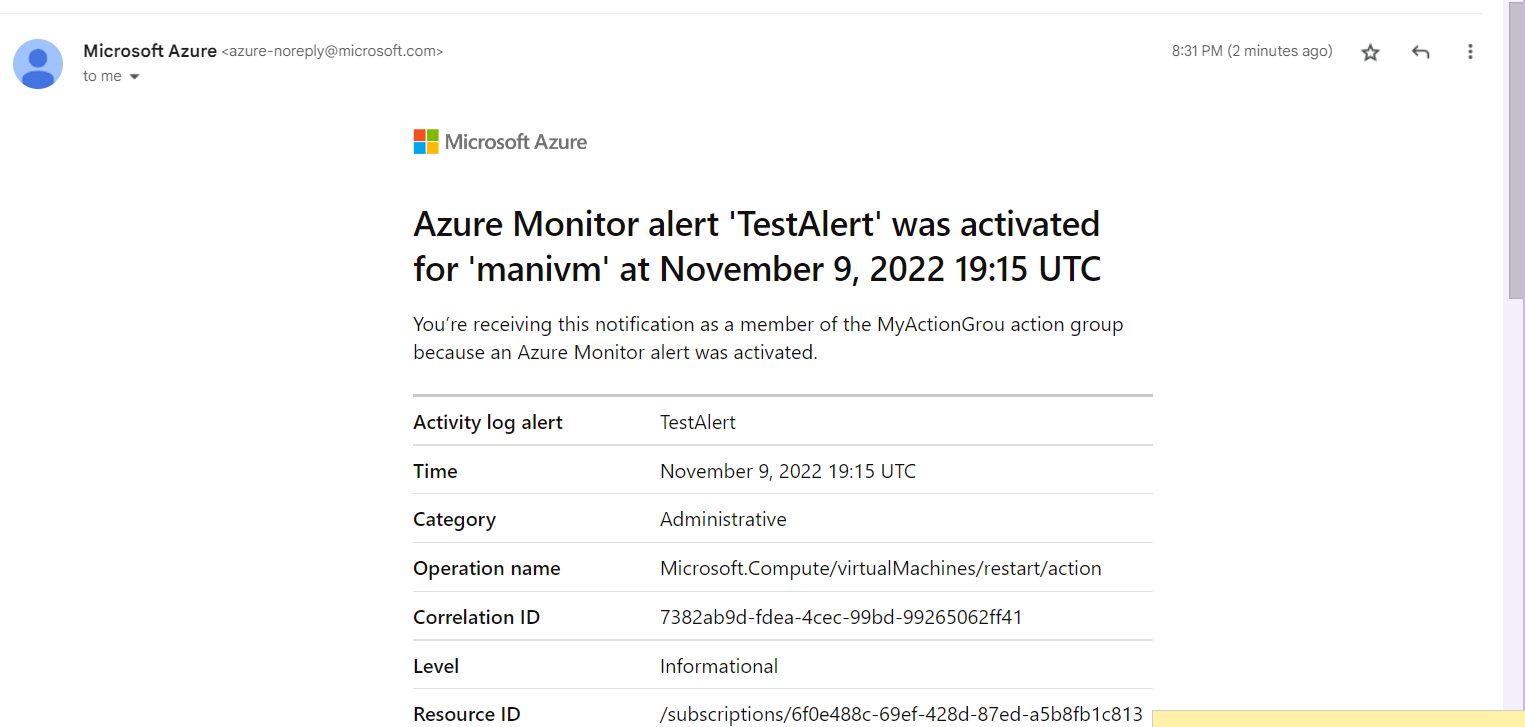 Microsoft Azure <azure-noreply@microsoft.com>
8:31 PM (2 minutes ago)
to me
Microsoft Azure
Azure Monitor alert 'TestAlert' was activated
for 'manivm' at November 9, 2022 19:15 UTC
You're receiving this notification as a member of the MyActionGrou action group
because an Azure Monitor alert was activated.
Activity log alert TestAlert
Time November 9, 2022 19:15 UTC
Category Administrative
Operation name Microsoft.Compute/virtualMachines/restart/action
Correlation ID 7382ab9d-fdea-4cec-99bd-99265062ff41
Level Informational
Resource ID /subscriptions/6f0e488c-69ef-428d-87ed-a5b8fb1c813